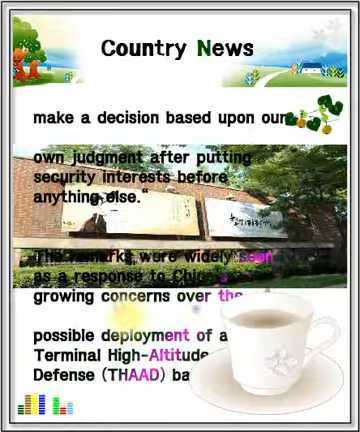 Country News
make a decision based upon our
own judgment after putting
security interests before
anything else."
The remarks were widely seen
as a response to
growing concerns over the
possible deployment of a
Terminal High-Altitude
Defense (THAAD) ba